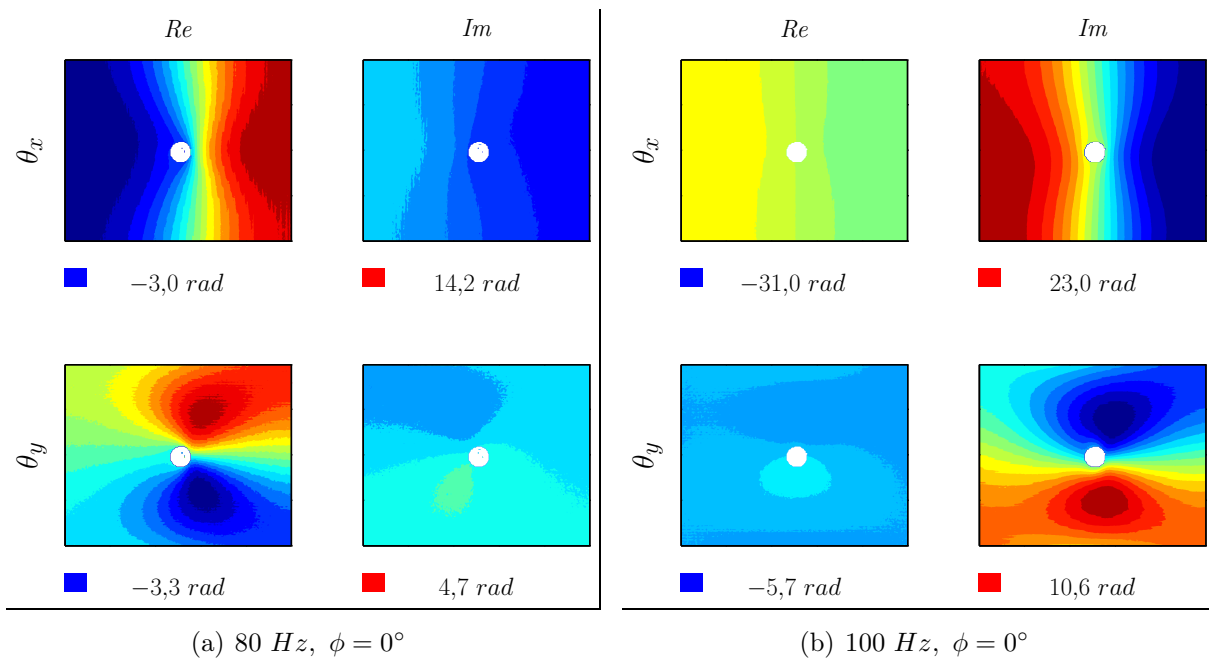 Re Im Re Im
θx θx
−3,0 rad 14,2 rad −31,0 rad 23,0 rad
θy θy
−3,3 rad 4,7 rad −5,7 rad 10,6 rad
(a) 80 Hz, ϕ = 0° (b) 100 Hz, ϕ = 0°